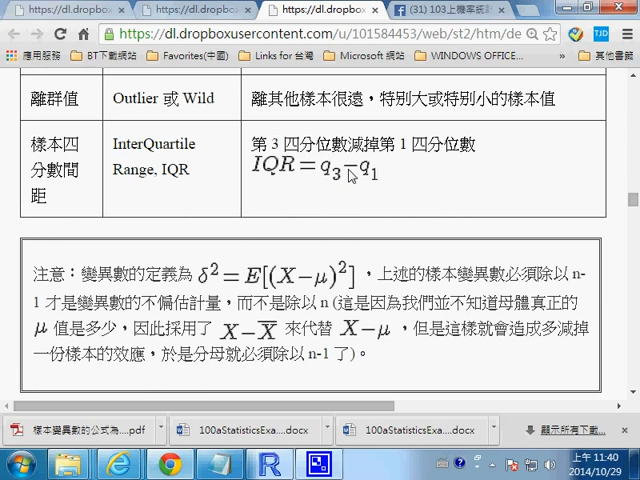 https://dl.dropbox
https://dl.dropbox
https://dl.dropbox
(31) 103上機率統計
https://dl.dropboxusercontent.com/u/101584453/web/st2/htm/de
應用服務
BT下載網站
Favorites(中國)
Links for 台灣
Microsoft 網站
WINDOWS OFFICE...
其他書籤
離群值 Outlier 或 Wild 離其他樣本很遠，特別大或特別小的樣本值
樣本四 InterQuartile 第 3 四分位數減掉第 1 四分位數
分數間 Range, IQR IQR = q₃−q₁
距
注意：變異數的定義為 δ² = E[(X−μ)²] ，上述的樣本變異數必須除以 n-
1 才是變異數的不偏估計量，而不是除以 n (這是因為我們並不知道母體真正的
μ 值是多少，因此採用了 X−X̅ 來代替 X−μ ，但是這樣就會造成多減掉
一份樣本的效應，於是分母就必須除以 n-1 了)。
樣本變異數的公式為....pdf
100aStatisticsExa....docx
100aStatisticsExa....docx
顯示所有下載...
上午 11:40
2014/10/29